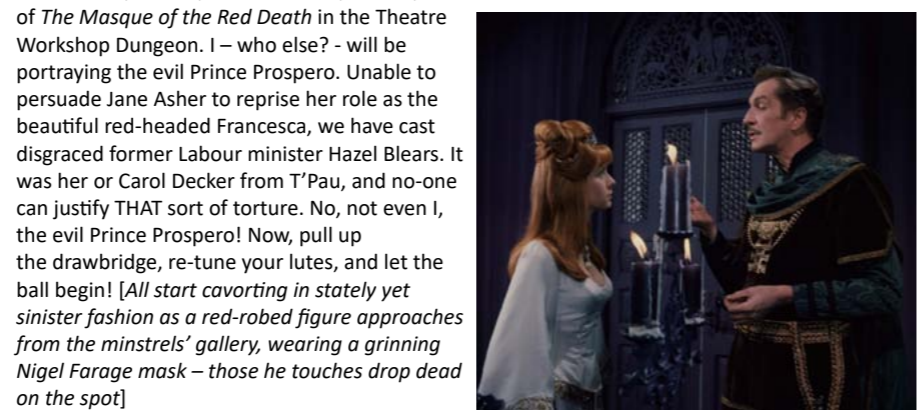 of The Masque of the Red Death in the Theatre
Workshop Dungeon. I – who else? - will be
portraying the evil Prince Prospero. Unable to
persuade Jane Asher to reprise her role as the
beautiful red-headed Francesca, we have cast
disgraced former Labour minister Hazel Blears. It
was her or Carol Decker from T’Pau, and no-one
can justify THAT sort of torture. No, not even I,
the evil Prince Prospero! Now, pull up
the drawbridge, re-tune your lutes, and let the
ball begin! [All start cavorting in stately yet
sinister fashion as a red-robed figure approaches
from the minstrels’ gallery, wearing a grinning
Nigel Farage mask – those he touches drop dead
on the spot]